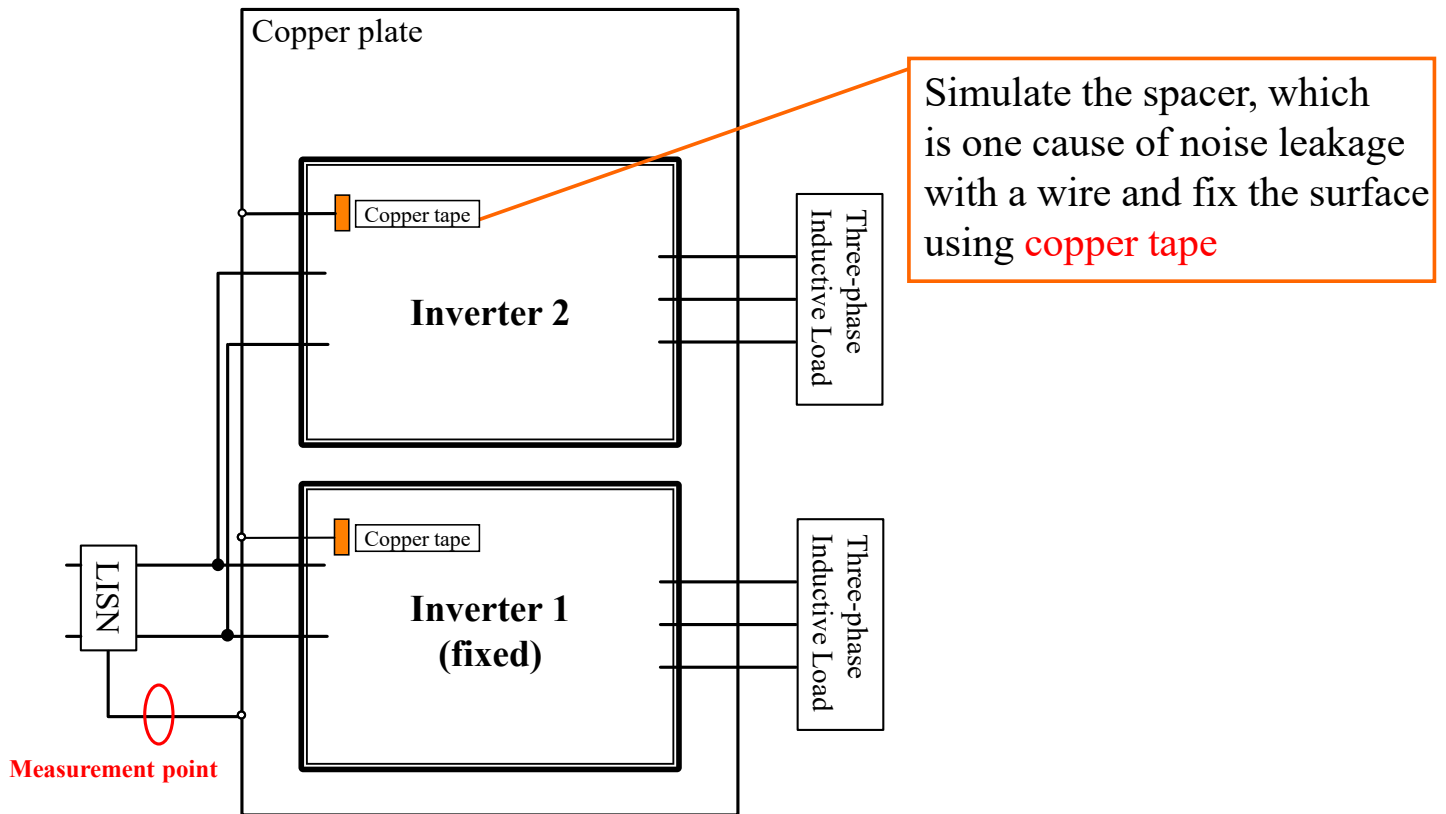 Copper plate
Simulate the spacer, which
is one cause of noise leakage
with a wire and fix the surface
using copper tape
Copper tape
Inverter 2
Three-phase
Inductive Load
Copper tape
LISN
Inverter 1
(fixed)
Three-phase
Inductive Load
Measurement point